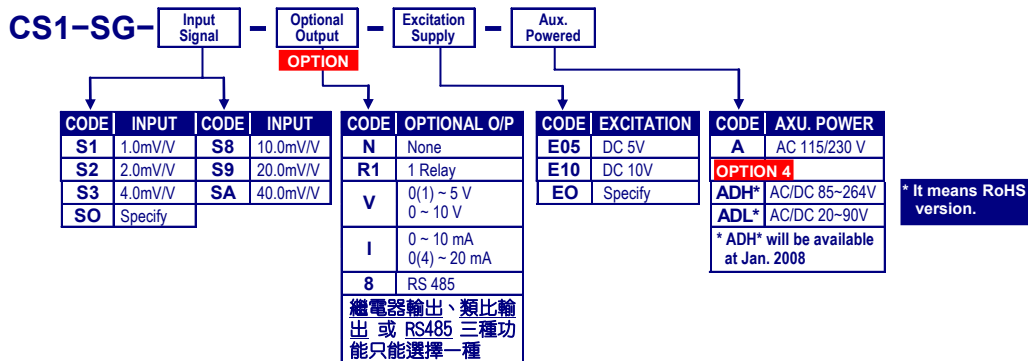 CS1-SG- Input Signal - Optional Output - Excitation Supply - Aux. Powered
OPTION
CODE INPUT CODE INPUT
S1 1.0mV/V S8 10.0mV/V
S2 2.0mV/V S9 20.0mV/V
S3 4.0mV/V SA 40.0mV/V
SO Specify
CODE OPTIONAL O/P
N None
R1 1 Relay
V 0(1) ~ 5 V
0 ~ 10 V
I 0 ~ 10 mA
0(4) ~ 20 mA
8 RS 485
繼電器輸出、類比輸
出 或 RS485 三種功
能只能選擇一種
CODE EXCITATION
E05 DC 5V
E10 DC 10V
EO Specify
CODE AXU. POWER
A AC 115/230 V
OPTION 4
ADH* AC/DC 85~264V
ADL* AC/DC 20~90V
* ADH* will be available
at Jan. 2008
* It means RoHS
version.